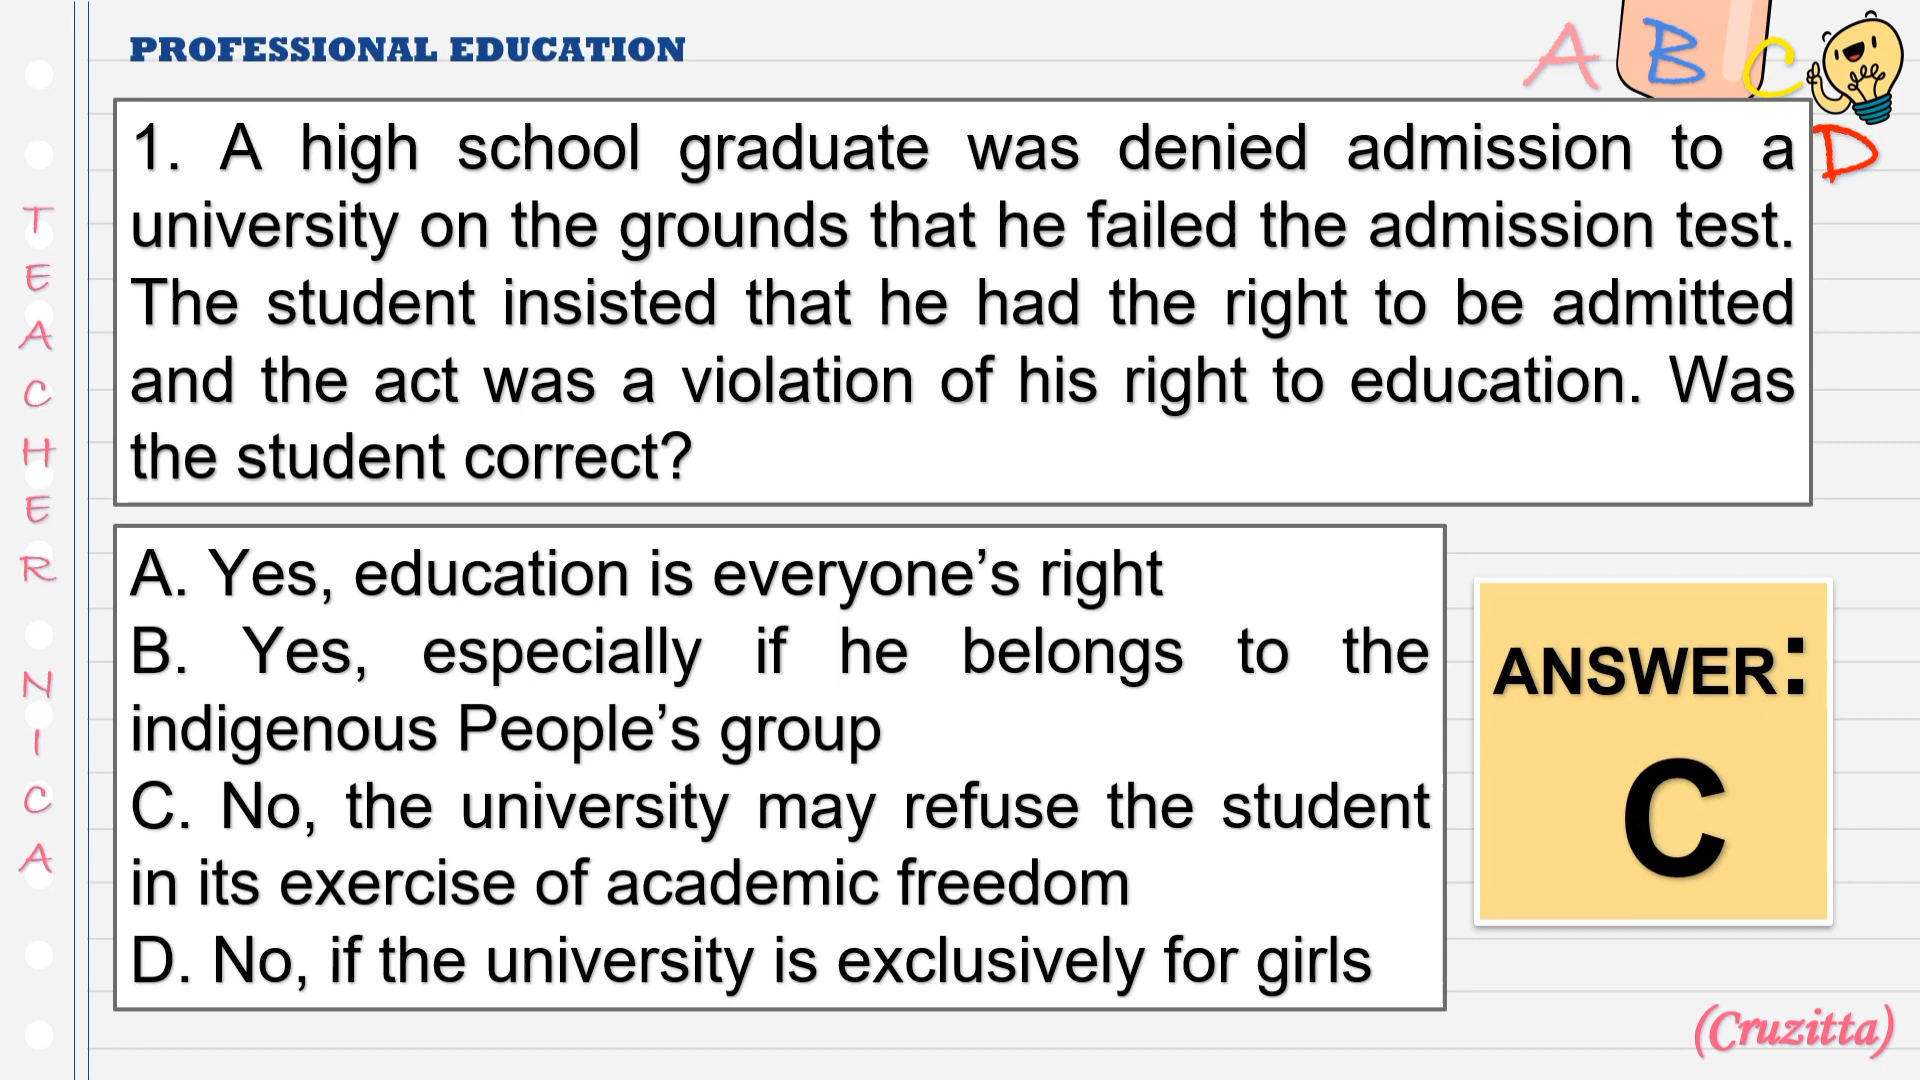 PROFESSIONAL EDUCATION
A B C
D
1. A high school graduate was denied admission to a
university on the grounds that he failed the admission test.
The student insisted that he had the right to be admitted
and the act was a violation of his right to education. Was
the student correct?
A. Yes, education is everyone’s right
B. Yes, especially if he belongs to the
indigenous People’s group
C. No, the university may refuse the student
in its exercise of academic freedom
D. No, if the university is exclusively for girls
ANSWER:
C
TEACHER NICA
(Cruzitta)